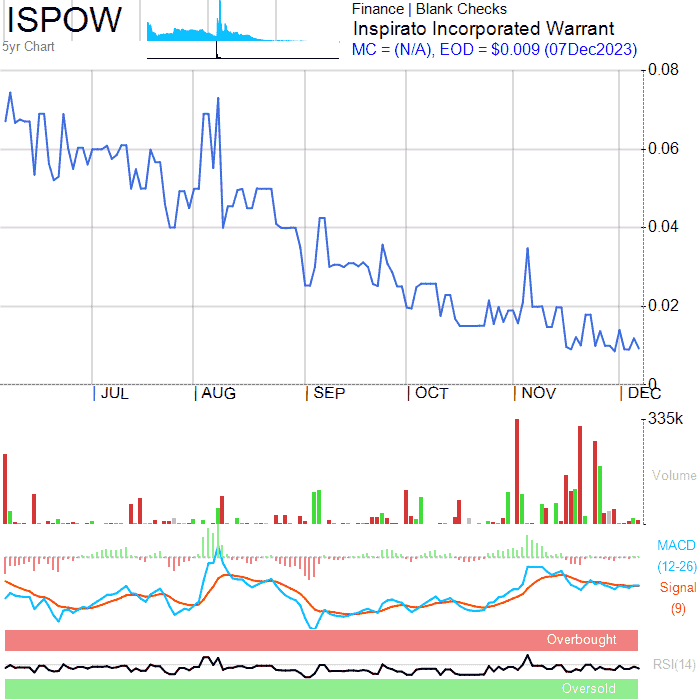 ISPOW
5yr Chart
Finance | Blank Checks
Inspirato Incorporated Warrant
MC = (N/A), EOD = $0.009 (07Dec2023)
0.08
0.06
0.04
0.02
0
JUL AUG SEP OCT NOV DEC
335k
Volume
MACD
(12-26)
Signal
(9)
Overbought
RSI(14)
Oversold